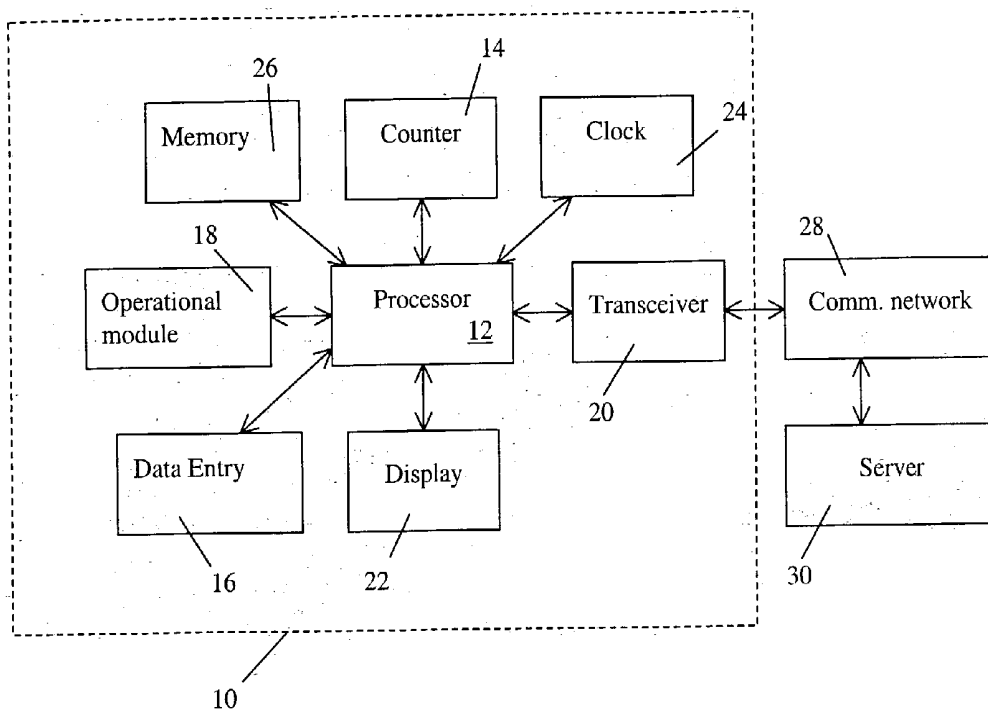 26
14
24
Memory
Counter
Clock
18
28
Operational
module
Processor
12
Transceiver
Comm. network
20
Data Entry
Display
Server
16
22
30
10